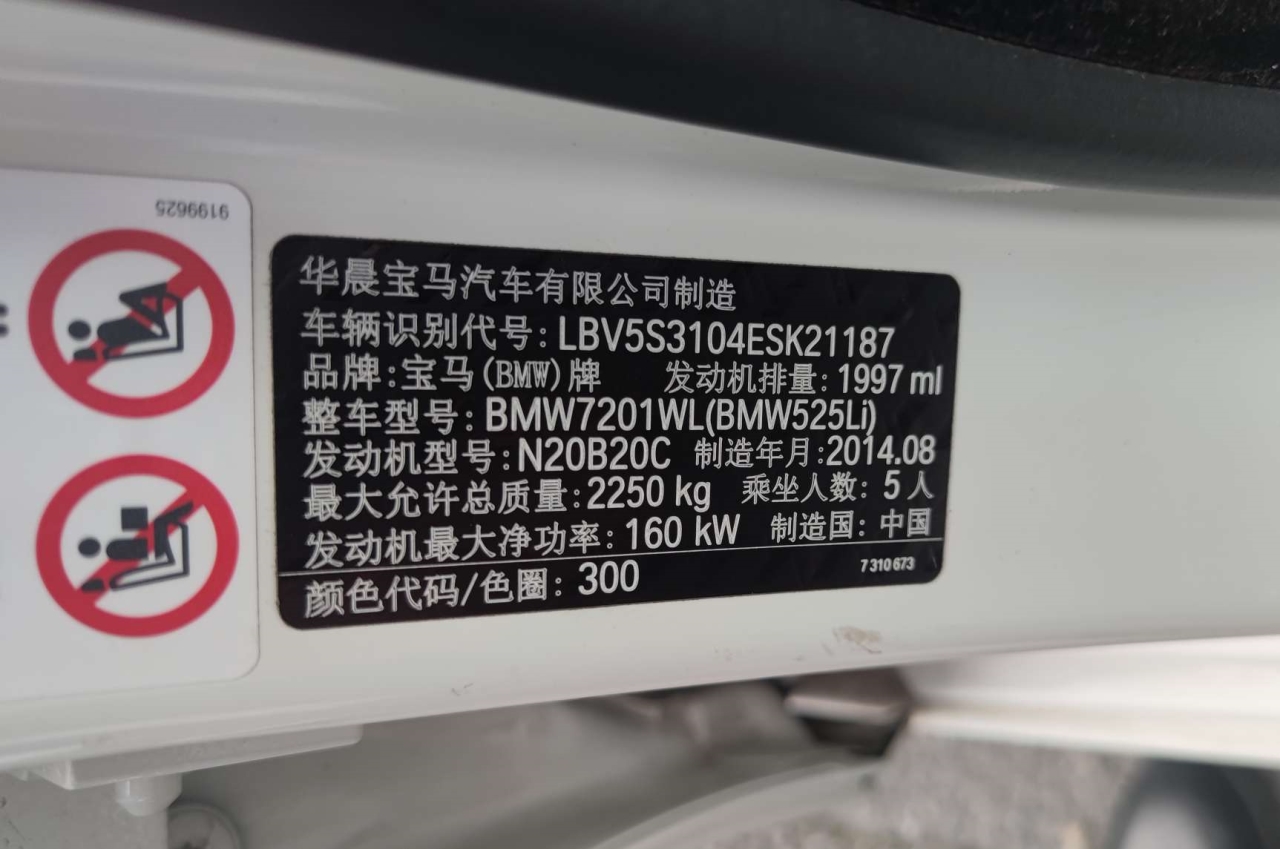 9199625
华晨宝马汽车有限公司制造
车辆识别代号: LBV5S3104ESK21187
品牌:宝马(BMW)牌 发动机排量: 1997 ml
整车型号: BMW7201WL(BMW525Li)
发动机型号:N20B20C 制造年月:2014.08
最大允许总质量:2250 kg 乘坐人数: 5人
发动机最大净功率: 160 kW 制造国: 中国
颜色代码/色圈: 300 7310673